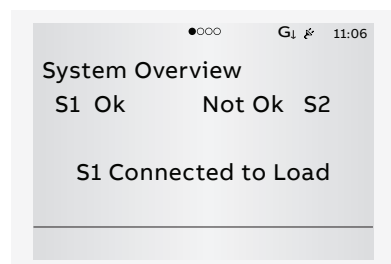 G↓ 11:06
System Overview
S1 Ok Not Ok S2
S1 Connected to Load